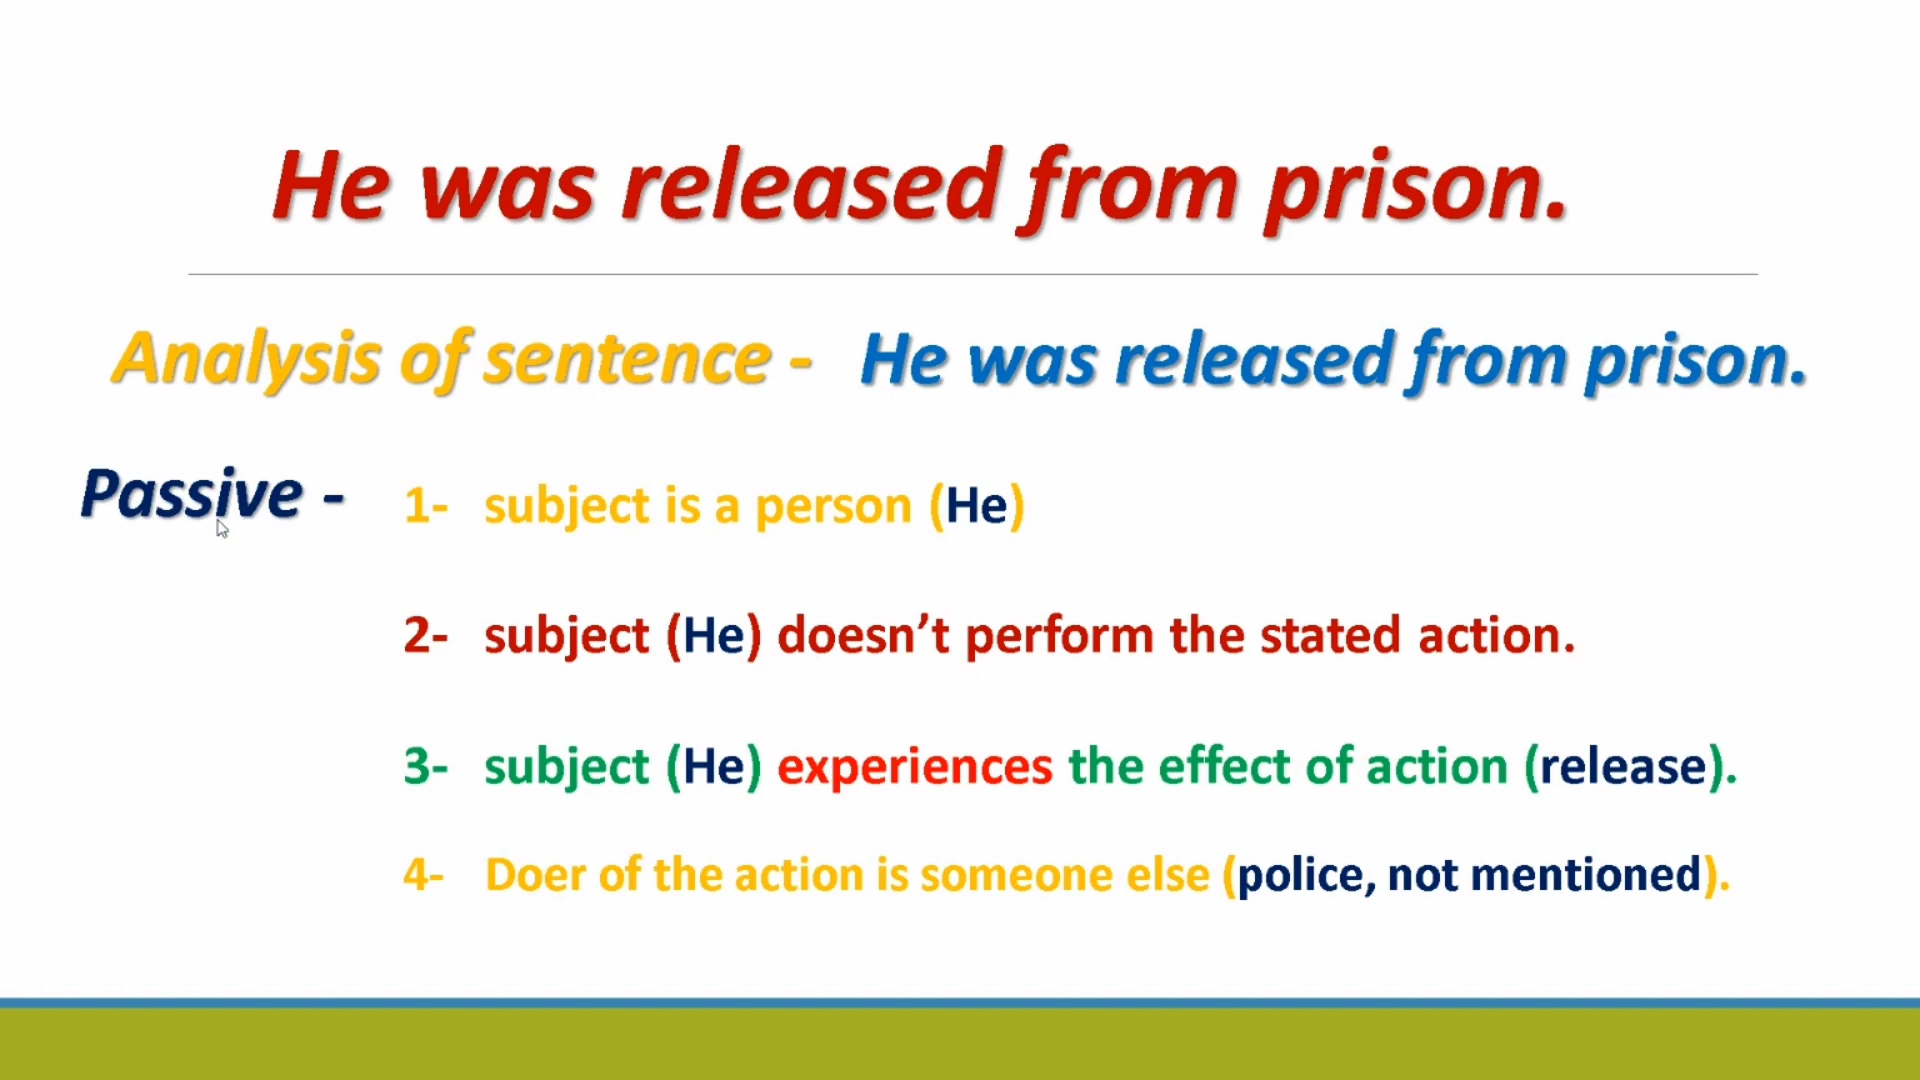 He was released from prison.
Analysis of sentence - He was released from prison.
Passive - 1- subject is a person (He)
2- subject (He) doesn’t perform the stated action.
3- subject (He) experiences the effect of action (release).
4- Doer of the action is someone else (police, not mentioned).